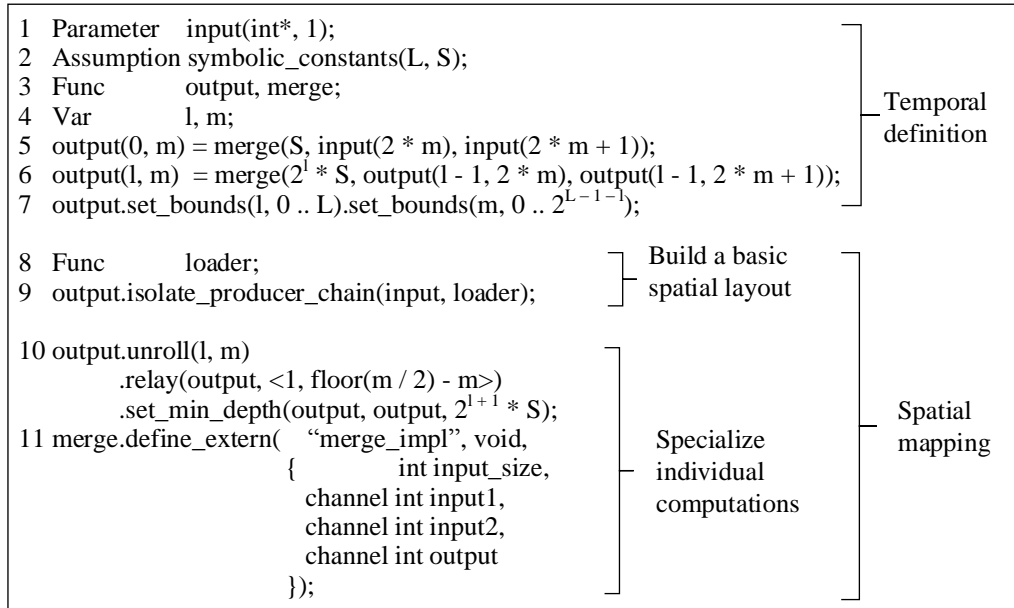 1 Parameter input(int*, 1);
2 Assumption symbolic_constants(L, S);
3 Func output, merge;
4 Var l, m;
5 output(0, m) = merge(S, input(2 * m), input(2 * m + 1));
6 output(l, m) = merge(2^l * S, output(l - 1, 2 * m), output(l - 1, 2 * m + 1));
7 output.set_bounds(l, 0 .. L).set_bounds(m, 0 .. 2^{L – 1 – l});
Temporal
definition
8 Func loader;
9 output.isolate_producer_chain(input, loader);
Build a basic
spatial layout
10 output.unroll(l, m)
.relay(output, <1, floor(m / 2) - m>)
.set_min_depth(output, output, 2^{l + 1} * S);
11 merge.define_extern( “merge_impl”, void,
{ int input_size,
channel int input1,
channel int input2,
channel int output
});
Specialize
individual
computations
Spatial
mapping